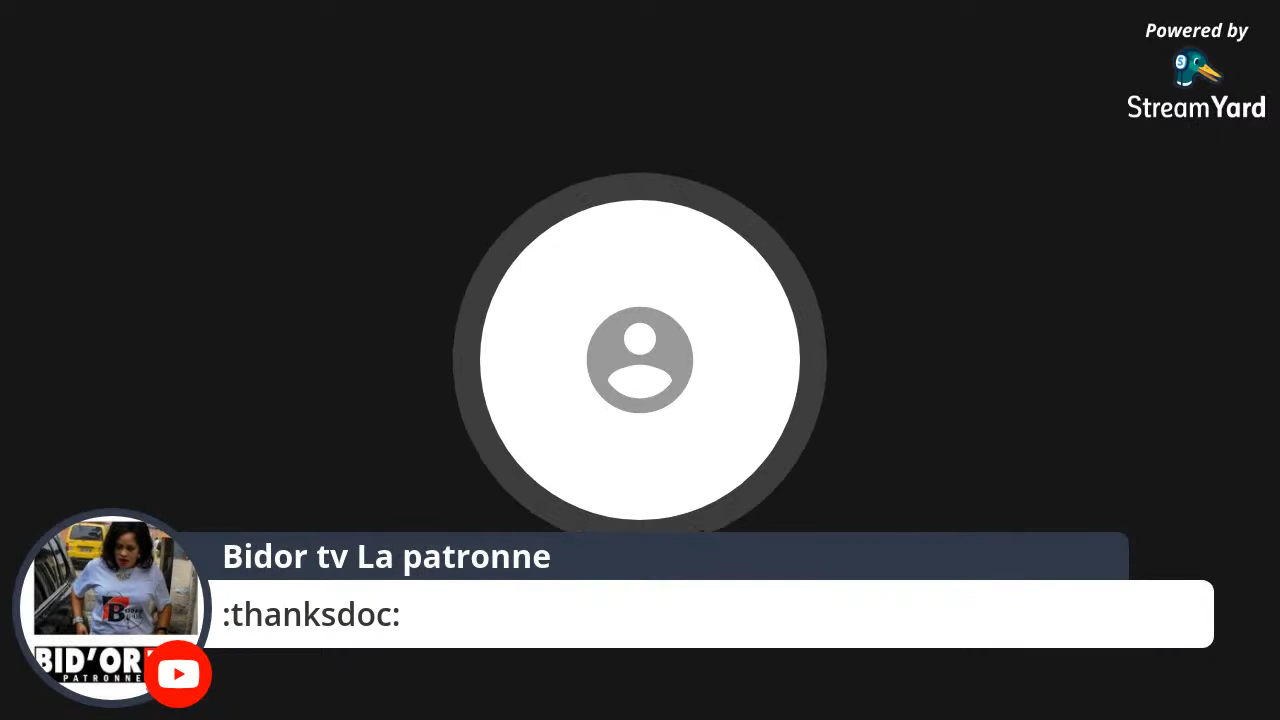 Powered by
StreamYard
Bidor tv La patronne
:thanksdoc:
BID'OR
PATRONNE